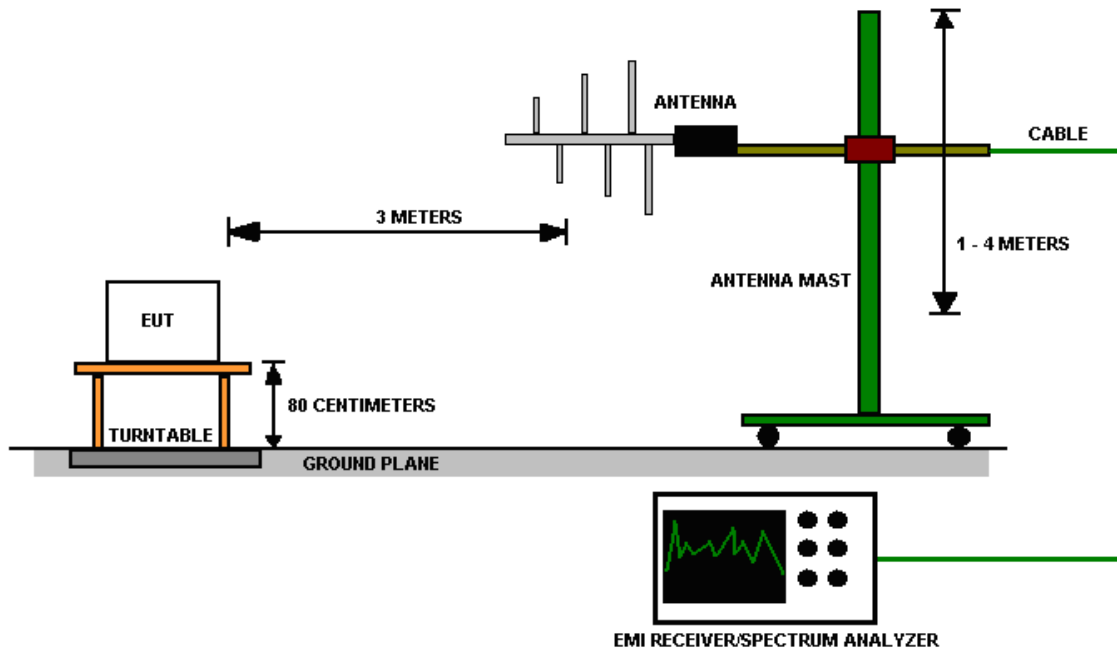 ANTENNA
CABLE
3 METERS
1 - 4 METERS
ANTENNA MAST
EUT
80 CENTIMETERS
TURNTABLE
GROUND PLANE
EMI RECEIVER/SPECTRUM ANALYZER